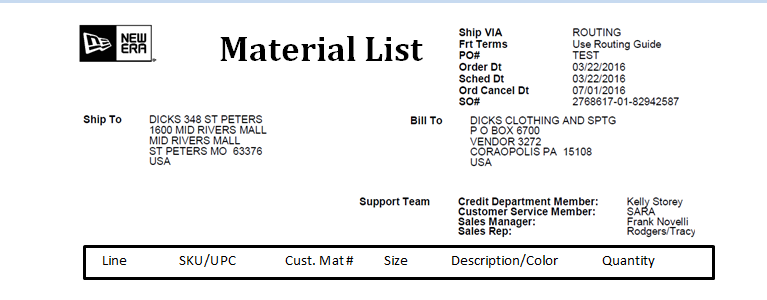 NEW ERA
Material List
Ship VIA ROUTING
Frt Terms Use Routing Guide
PO# TEST
Order Dt 03/22/2016
Sched Dt 03/22/2016
Ord Cancel Dt 07/01/2016
SO# 2768617-01-82942587
Ship To DICKS 348 ST PETERS
1600 MID RIVERS MALL
MID RIVERS MALL
ST PETERS MO 63376
USA
Bill To DICKS CLOTHING AND SPTG
P O BOX 6700
VENDOR 3272
CORAOPOLIS PA 15108
USA
Support Team Credit Department Member: Kelly Storey
Customer Service Member: SARA
Sales Manager: Frank Novelli
Sales Rep: Rodgers/Tracy
Line SKU/UPC Cust. Mat# Size Description/Color Quantity